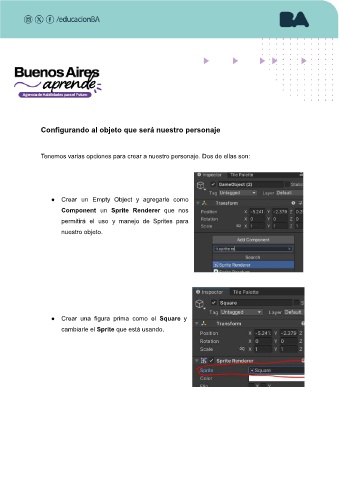 /educacionBA
BA
Buenos Aires
aprende
Agencia de Habilidades para el Futuro
Configurando al objeto que será nuestro personaje
Tenemos varias opciones para crear a nuestro personaje. Dos de ellas son:
● Crear un Empty Object y agregarle como
Component un Sprite Renderer que nos
permitirá el uso y manejo de Sprites para
nuestro objeto.
Inspector Tile Palette
GameObject (2) Static
Tag Untagged Layer Default
Transform
Position X -5.241 Y -2.379 Z
Rotation X 0 Y 0 Z 0
Scale X 1 Y 1 Z 1
Add Component
Search
Sprite Renderer
● Crear una figura prima como el Square y
cambiarle el Sprite que está usando.
Inspector Tile Palette
Square
Tag Untagged Layer Default
Transform
Position X -5.241 Y -2.379 Z
Rotation X 0 Y 0 Z
Scale X 1 Y 1 Z
Sprite Renderer
Sprite Square
Color